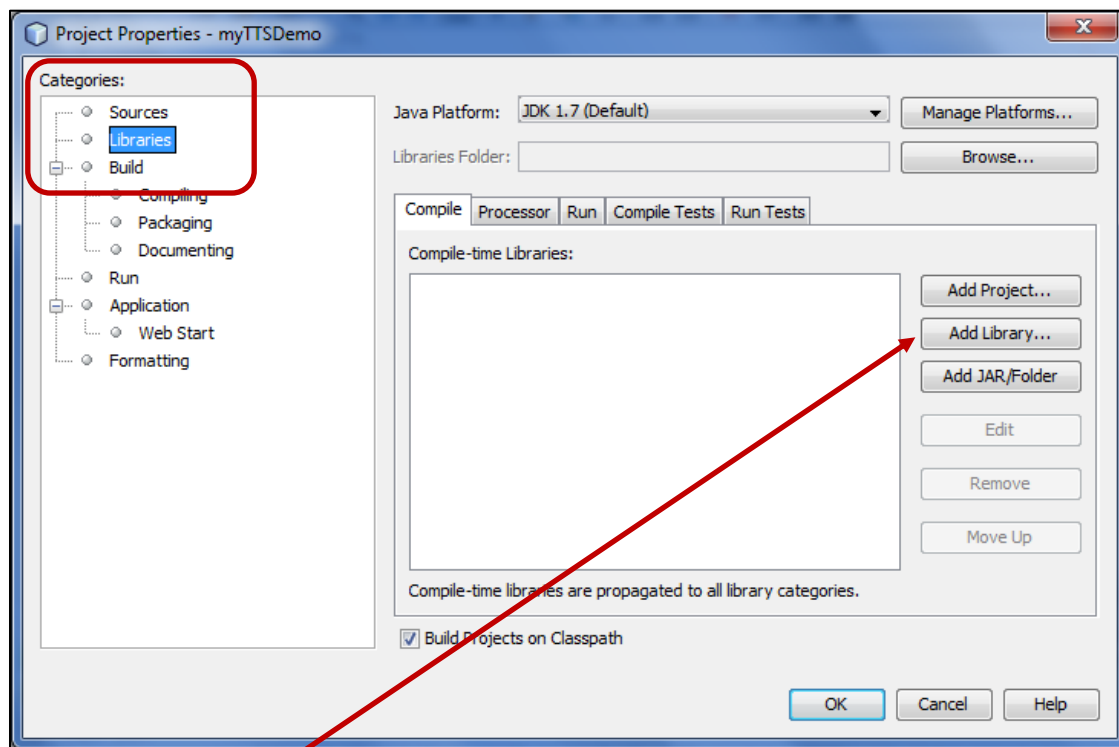 Project Properties - myTTSDemo
Categories:
Sources
Libraries
Build
Compiling
Packaging
Documenting
Run
Application
Web Start
Formatting
Java Platform: JDK 1.7 (Default) Manage Platforms...
Libraries Folder: Browse...
Compile Processor Run Compile Tests Run Tests
Compile-time Libraries:
Add Project...
Add Library...
Add JAR/Folder
Edit
Remove
Move Up
Compile-time libraries are propagated to all library categories.
Build Projects on Classpath
OK Cancel Help